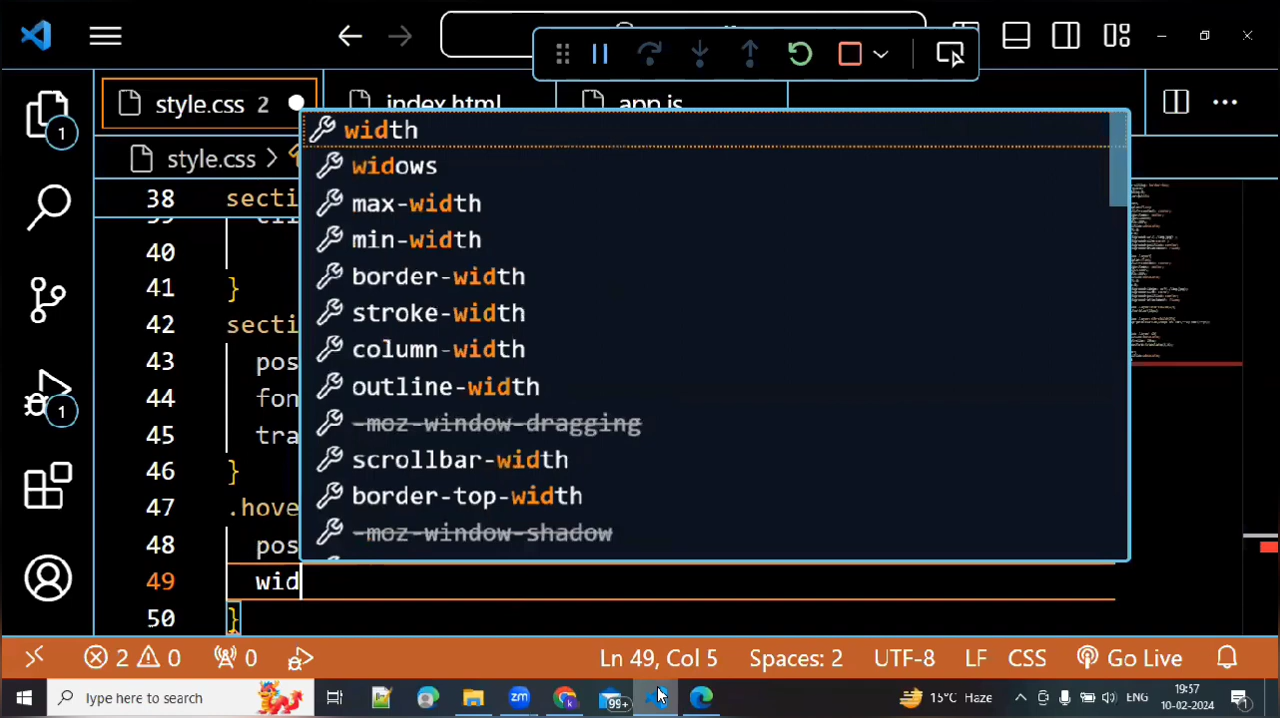 style.css 2
index.html
app.js
style.css >
38 secti
39
40
41 }
42 secti
43 pos
44 fon
45 tra
46 }
47 .hove
48 pos
49 wid
50 }
width
widows
max-width
min-width
border-width
stroke-width
column-width
outline-width
-moz-window-dragging
scrollbar-width
border-top-width
-moz-window-shadow
1
1
2 0 0 Ln 49, Col 5 Spaces: 2 UTF-8 LF CSS Go Live
Type here to search zm k 99+ 15°C Haze ENG 19:57
10-02-2024 1